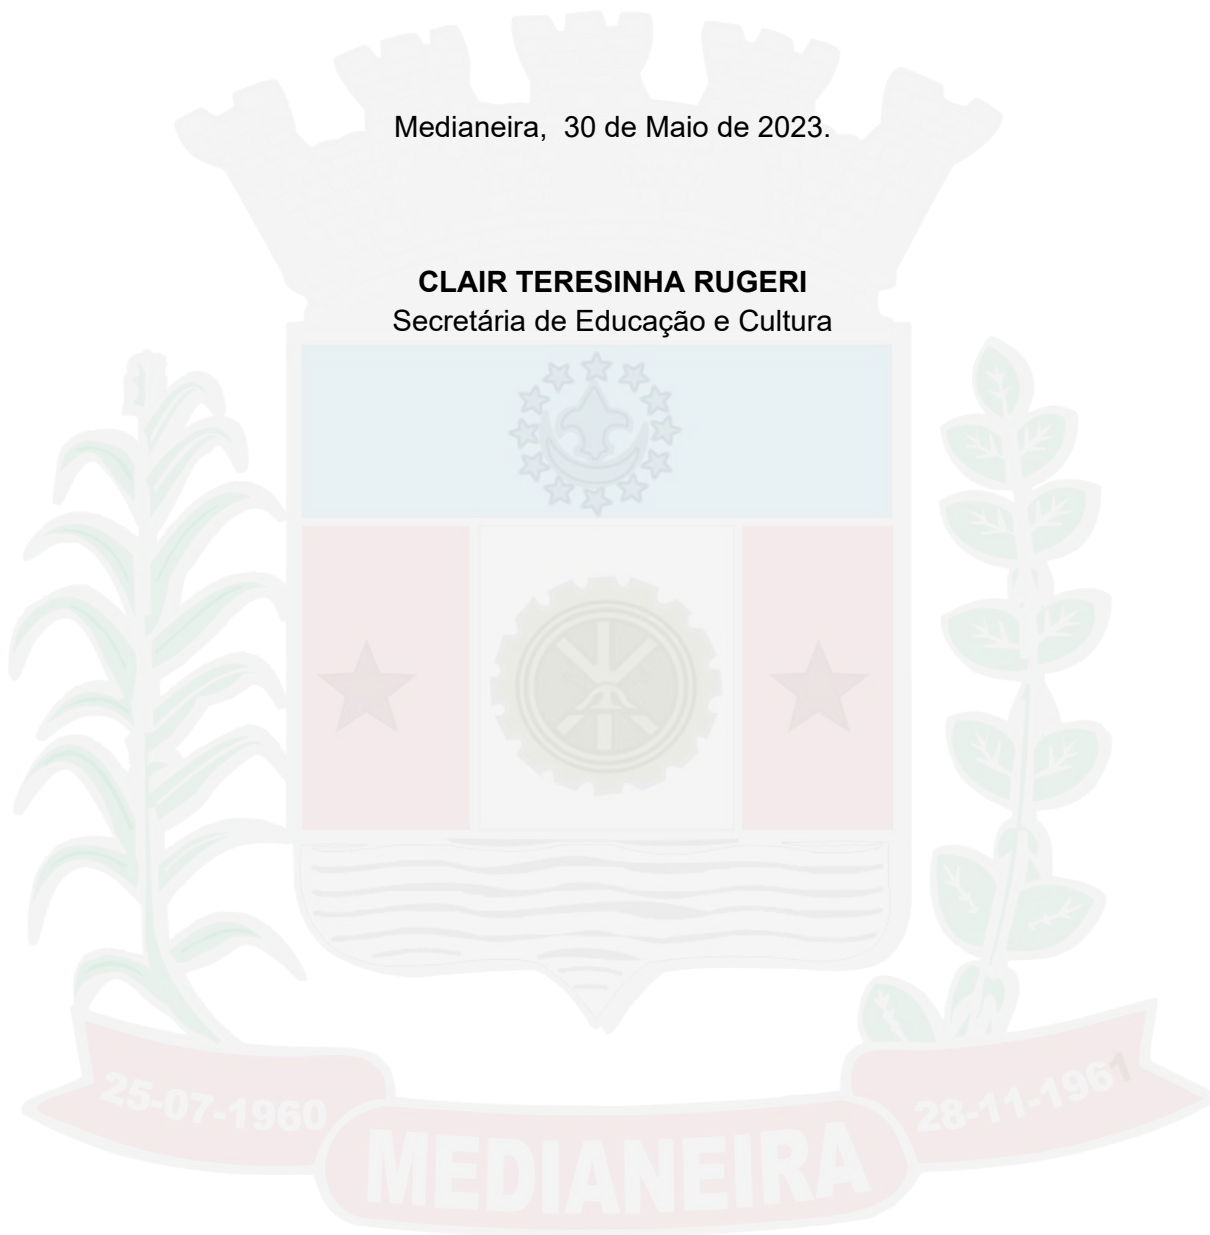 Medianeira, 30 de Maio de 2023.
CLAIR TERESINHA RUGERI
Secretária de Educação e Cultura
25-07-1960
28-11-1961
MEDIANEIRA